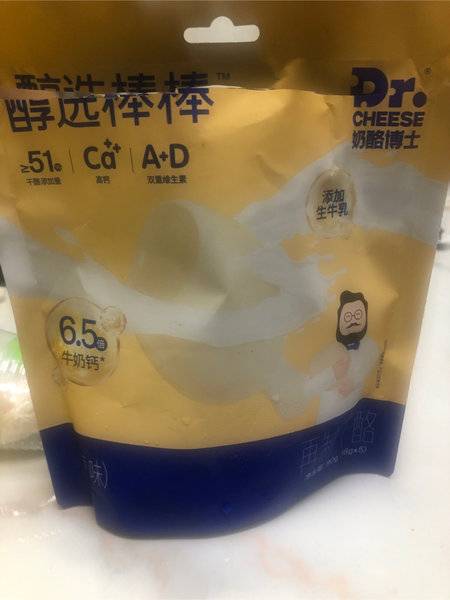 醇选棒棒™
Dr.®
CHEESE
奶酪博士
≥51%
干酪添加量
Ca++
高钙
A+D
双重维生素
添加
生牛乳
6.5倍
牛奶钙*
味)
再制干酪